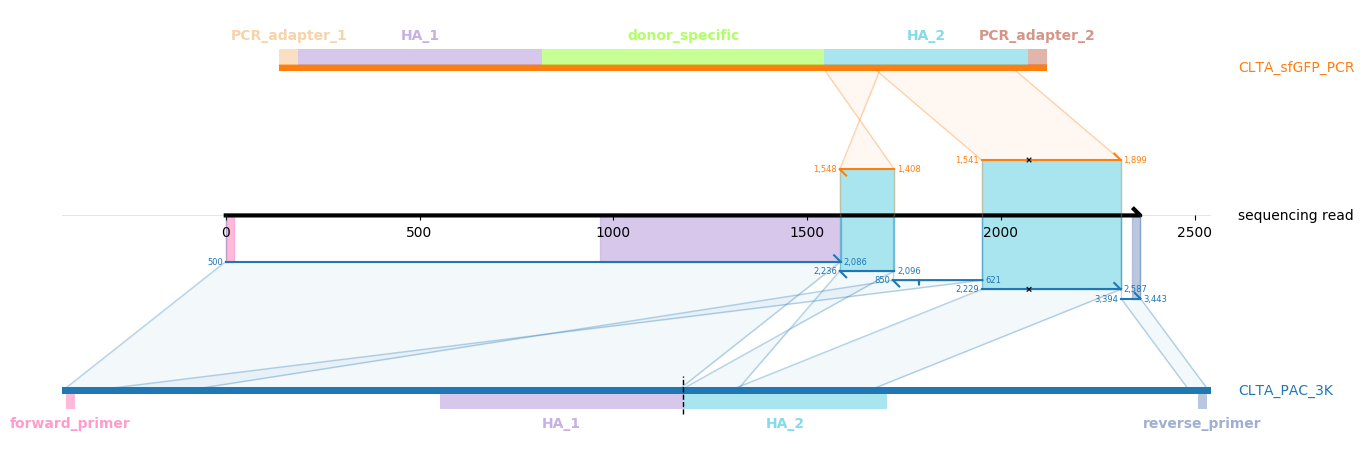 PCR_adapter_1 HA_1 donor_specific HA_2 PCR_adapter_2
CLTA_sfGFP_PCR
1,541 1,899
1,548 1,408
sequencing read
0 500 1000 1500 2000 2500
500 2,086
2,236 2,096
850 621
2,229 2,587
3,394 3,443
CLTA_PAC_3K
forward_primer HA_1 HA_2 reverse_primer